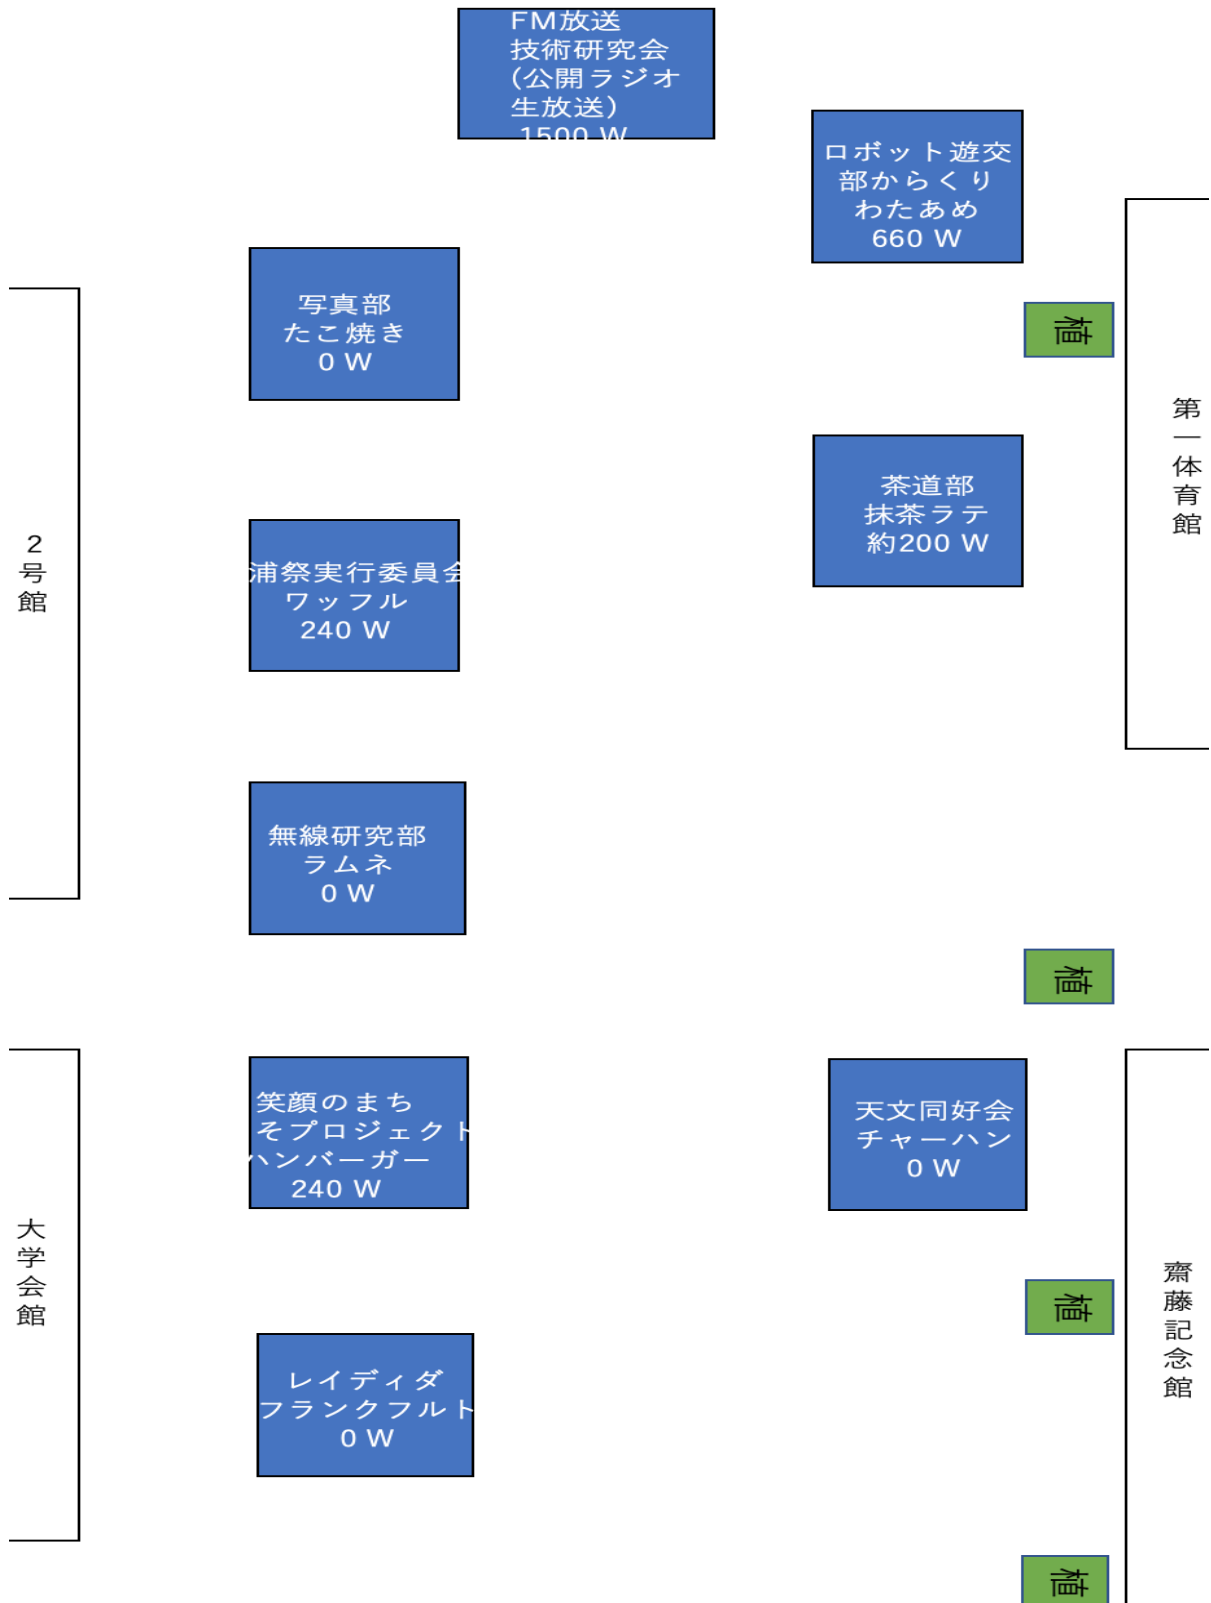 FM放送
技術研究会
(公開ラジオ
生放送)
1500 W
ロボット遊交
部からくり
わたあめ
660 W
写真部
たこ焼き
0 W
植
第一体育館
茶道部
抹茶ラテ
約200 W
2号館
浦祭実行委員会
ワッフル
240 W
無線研究部
ラムネ
0 W
植
笑顔のまち
そプロジェクト
ハンバーガー
240 W
天文同好会
チャーハン
0 W
大学会館
植
齋藤記念館
レイディダ
フランクフルト
0 W
植